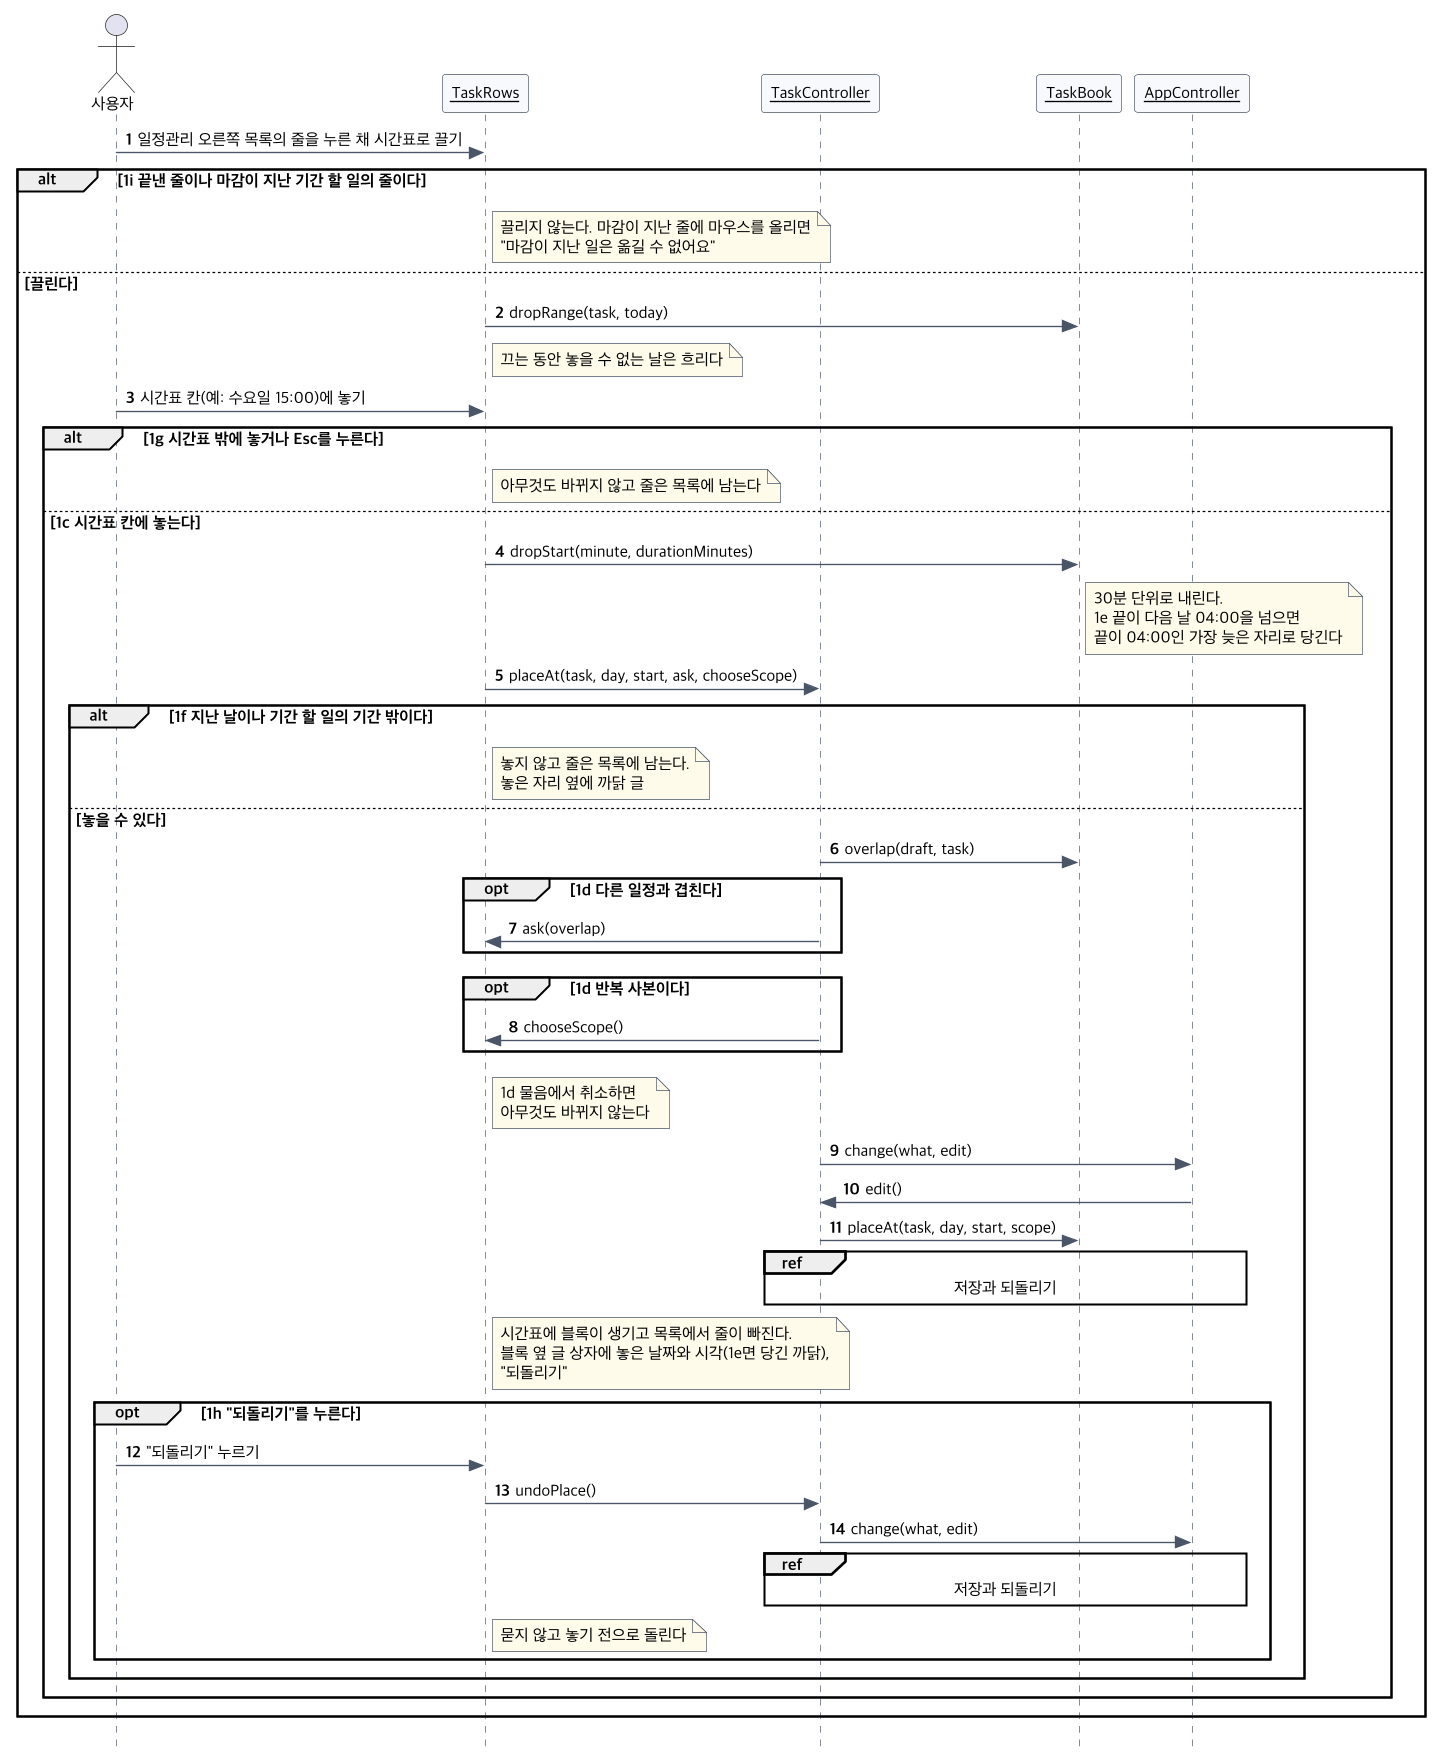 사용자
TaskRows
TaskController
TaskBook
AppController
1 일정관리 오른쪽 목록의 줄을 누른 채 시간표로 끌기
alt
[1i 끝낸 줄이나 마감이 지난 기간 할 일의 줄이다]
끌리지 않는다. 마감이 지난 줄에 마우스를 올리면
"마감이 지난 일은 옮길 수 없어요"
[끌린다]
2 dropRange(task, today)
끄는 동안 놓을 수 없는 날은 흐리다
3 시간표 칸(예: 수요일 15:00)에 놓기
alt
[1g 시간표 밖에 놓거나 Esc를 누른다]
아무것도 바뀌지 않고 줄은 목록에 남는다
[1c 시간표 칸에 놓는다]
4 dropStart(minute, durationMinutes)
30분 단위로 내린다.
1e 끝이 다음 날 04:00을 넘으면
끝이 04:00인 가장 늦은 자리로 당긴다
5 placeAt(task, day, start, ask, chooseScope)
alt
[1f 지난 날이나 기간 할 일의 기간 밖이다]
놓지 않고 줄은 목록에 남는다.
놓은 자리 옆에 까닭 글
[놓을 수 있다]
6 overlap(draft, task)
opt
[1d 다른 일정과 겹친다]
7 ask(overlap)
opt
[1d 반복 사본이다]
8 chooseScope()
1d 물음에서 취소하면
아무것도 바뀌지 않는다
9 change(what, edit)
10 edit()
11 placeAt(task, day, start, scope)
ref
저장과 되돌리기
시간표에 블록이 생기고 목록에서 줄이 빠진다.
블록 옆 글 상자에 놓은 날짜와 시각(1e면 당긴 까닭),
"되돌리기"
opt
[1h "되돌리기"를 누른다]
12 "되돌리기" 누르기
13 undoPlace()
14 change(what, edit)
ref
저장과 되돌리기
묻지 않고 놓기 전으로 돌린다